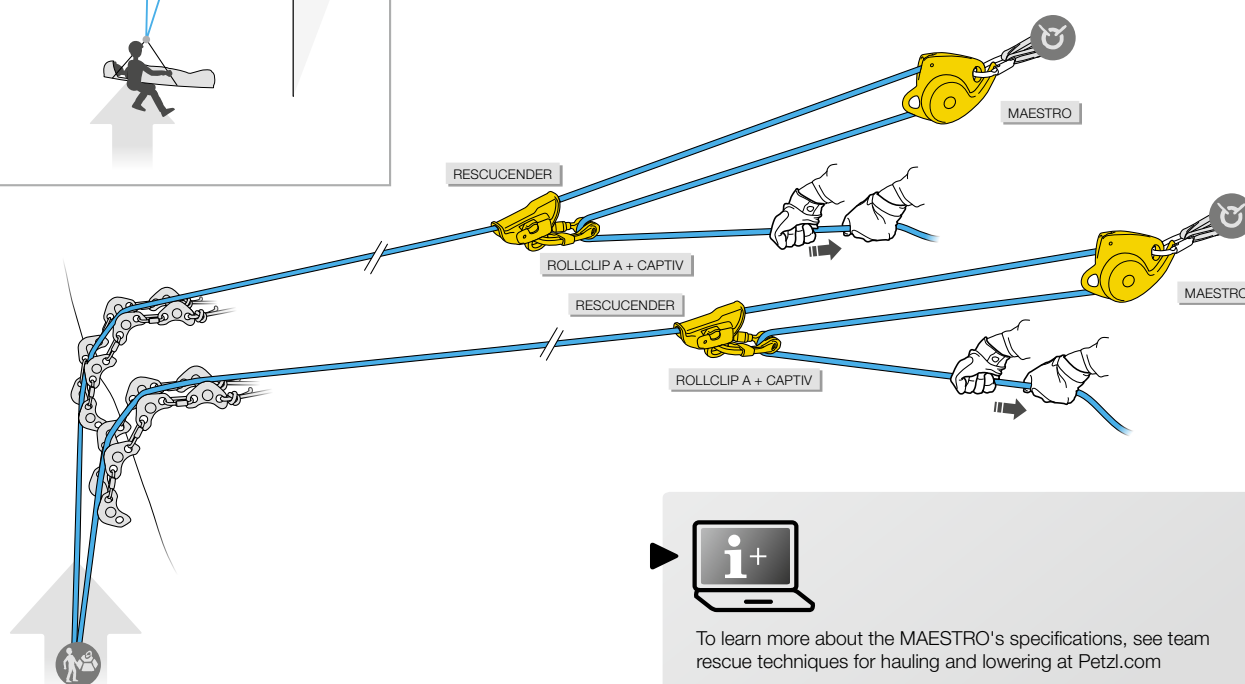 MAESTRO
RESCUCENDER
ROLLCLIP A + CAPTIV
MAESTRO
RESCUCENDER
ROLLCLIP A + CAPTIV
i+
To learn more about the MAESTRO's specifications, see team
rescue techniques for hauling and lowering at Petzl.com